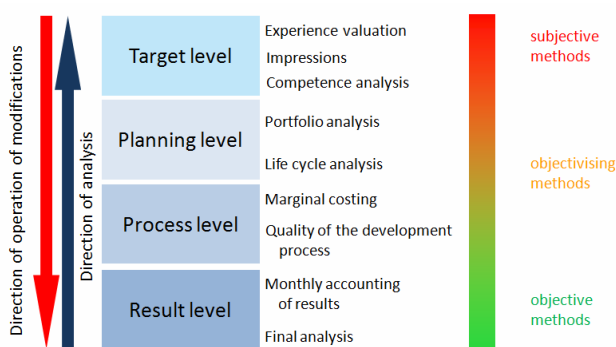 Direction of operation of modifications
Direction of analysis
Target level
Experience valuation
Impressions
Competence analysis
Planning level
Portfolio analysis
Life cycle analysis
Process level
Marginal costing
Quality of the development
process
Result level
Monthly accounting
of results
Final analysis
subjective
methods
objectivising
methods
objective
methods